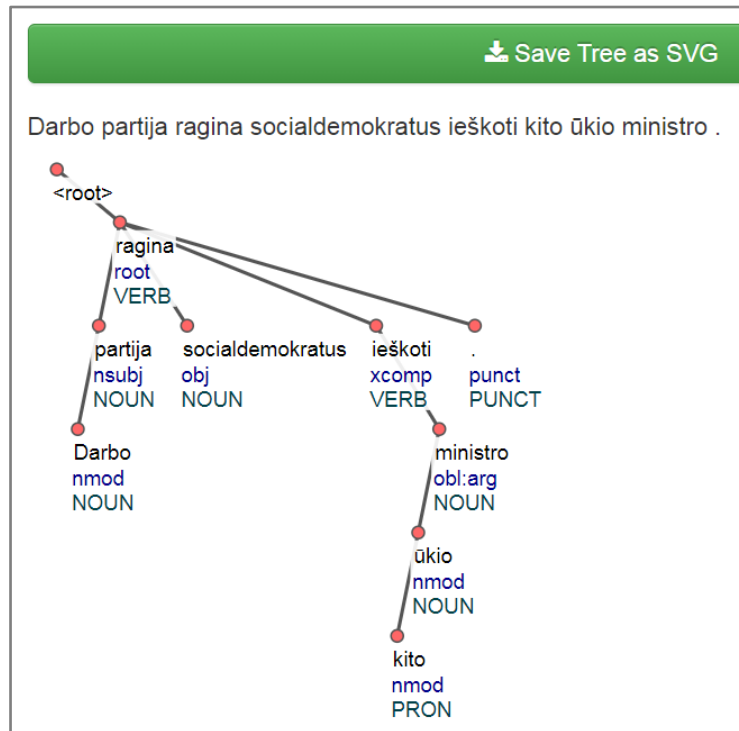 Save Tree as SVG
Darbo partija ragina socialdemokratus ieškoti kito ūkio ministro .
<root>
ragina
root
VERB
partija socialdemokratus ieškoti .
nsubj obj xcomp punct
NOUN NOUN VERB PUNCT
Darbo ministro
nmod obl:arg
NOUN NOUN
ūkio
nmod
NOUN
kito
nmod
PRON